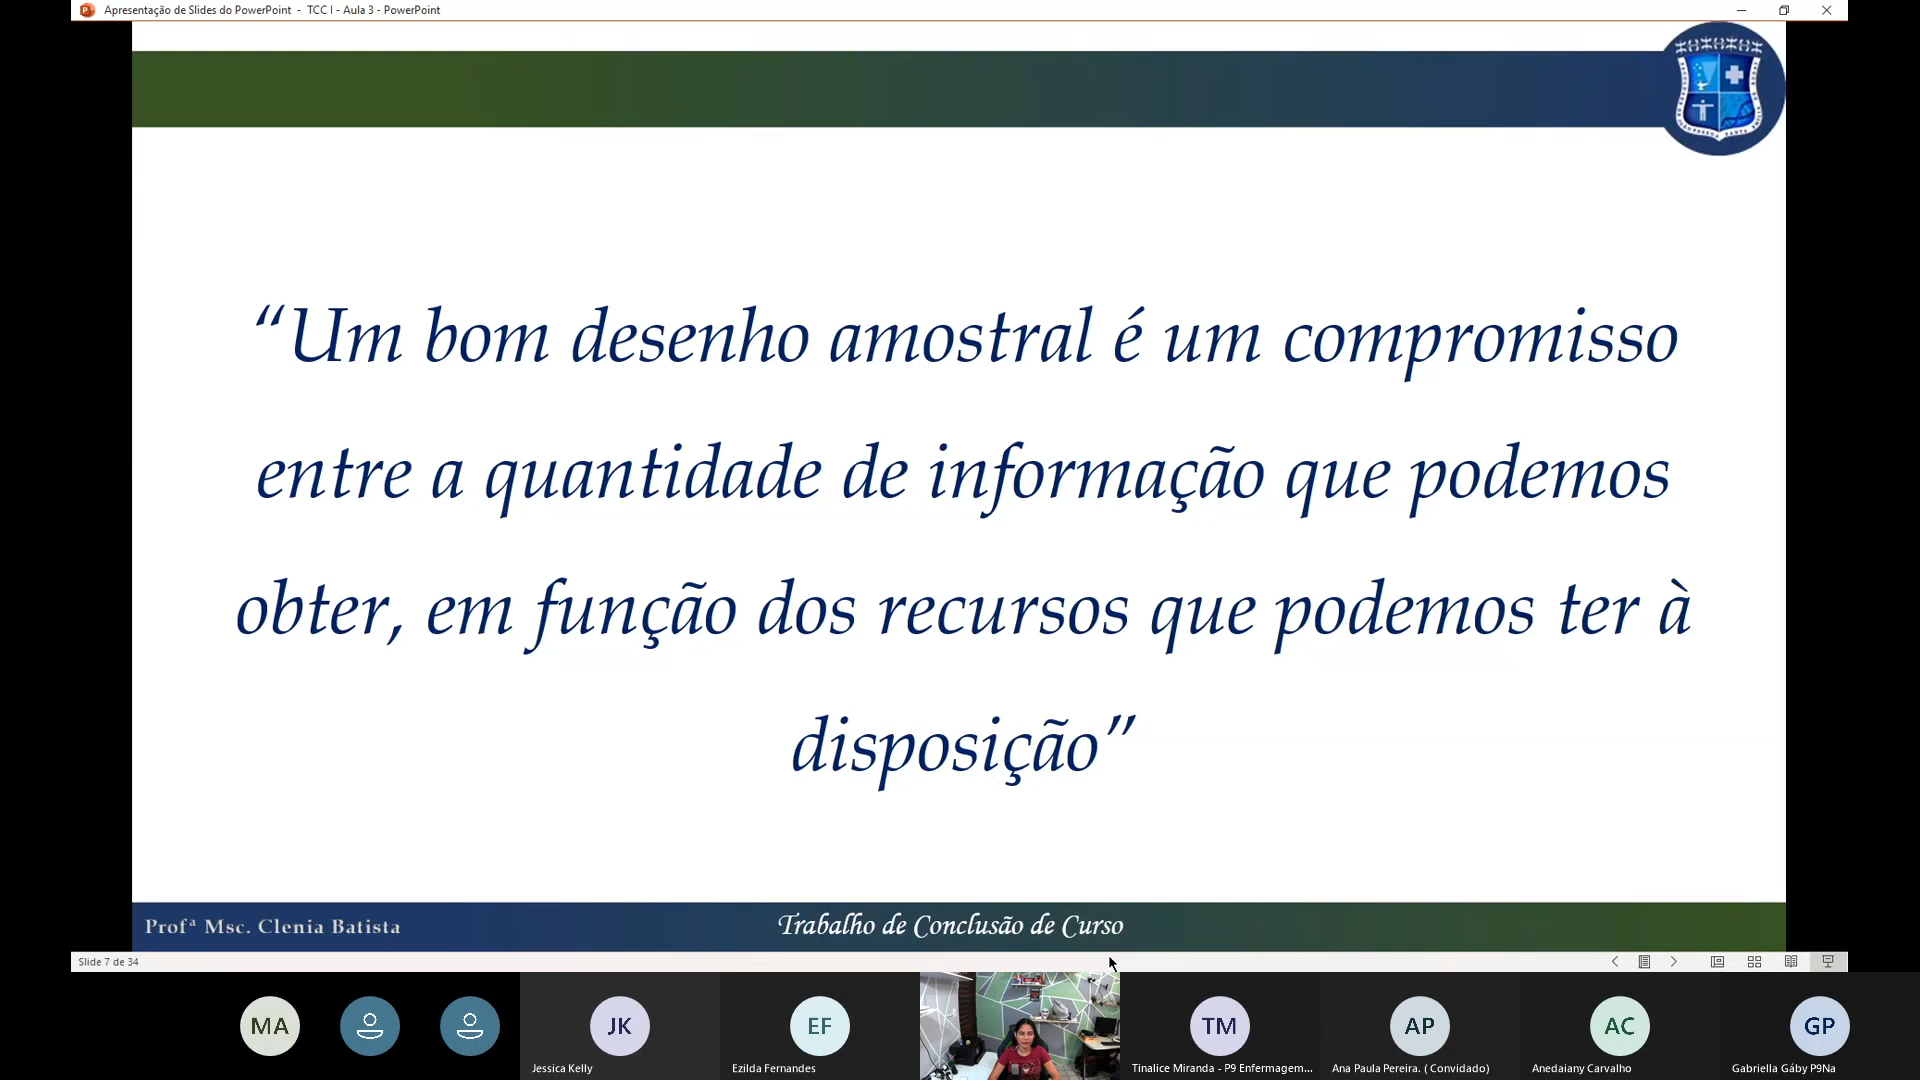 Apresentação de Slides do PowerPoint - TCC I - Aula 3 - PowerPoint
“Um bom desenho amostral é um compromisso
entre a quantidade de informação que podemos
obter, em função dos recursos que podemos ter à
disposição”
Profª Msc. Clenia Batista
Trabalho de Conclusão de Curso
Slide 7 de 34
MA
JK
EF
TM
AP
AC
GP
Jessica Kelly
Ezilda Fernandes
Tinalice Miranda - P9 Enfermagem...
Ana Paula Pereira. ( Convidado)
Anedaiany Carvalho
Gabriella Gáby P9Na